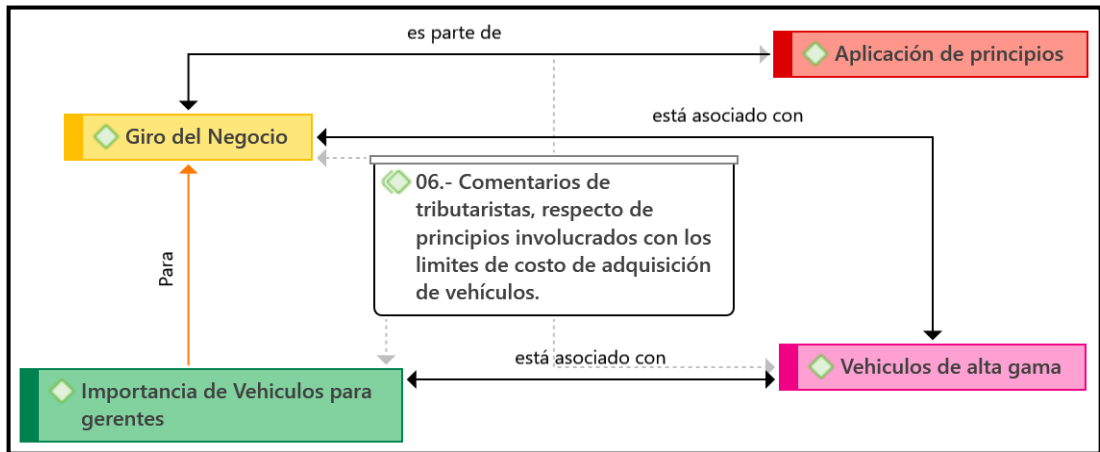 es parte de
Aplicación de principios
está asociado con
Giro del Negocio
06.- Comentarios de
tributaristas, respecto de
principios involucrados con los
limites de costo de adquisición
de vehículos.
Para
está asociado con
Vehiculos de alta gama
Importancia de Vehiculos para
gerentes